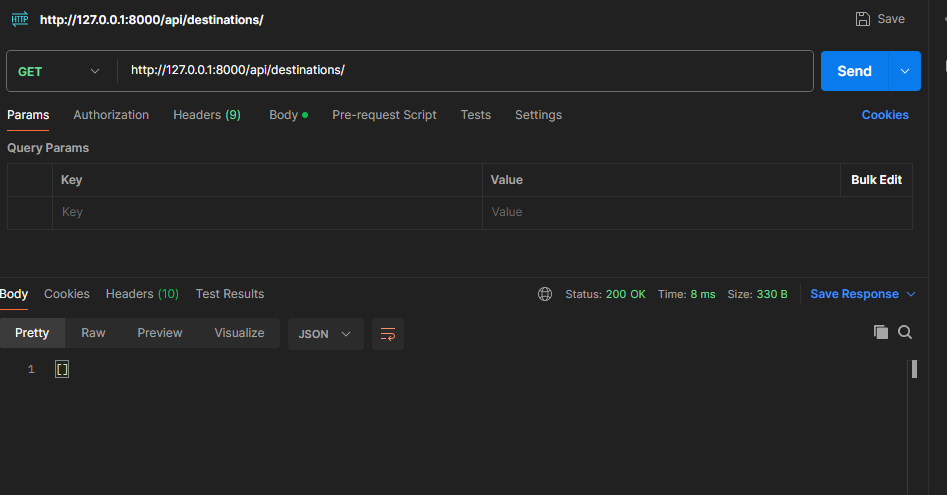 HTTP http://127.0.0.1:8000/api/destinations/ Save
GET http://127.0.0.1:8000/api/destinations/ Send
Params Authorization Headers (9) Body Pre-request Script Tests Settings Cookies
Query Params
Key Value Bulk Edit
Key Value
Body Cookies Headers (10) Test Results Status: 200 OK Time: 8 ms Size: 330 B Save Response
Pretty Raw Preview Visualize JSON
1 []